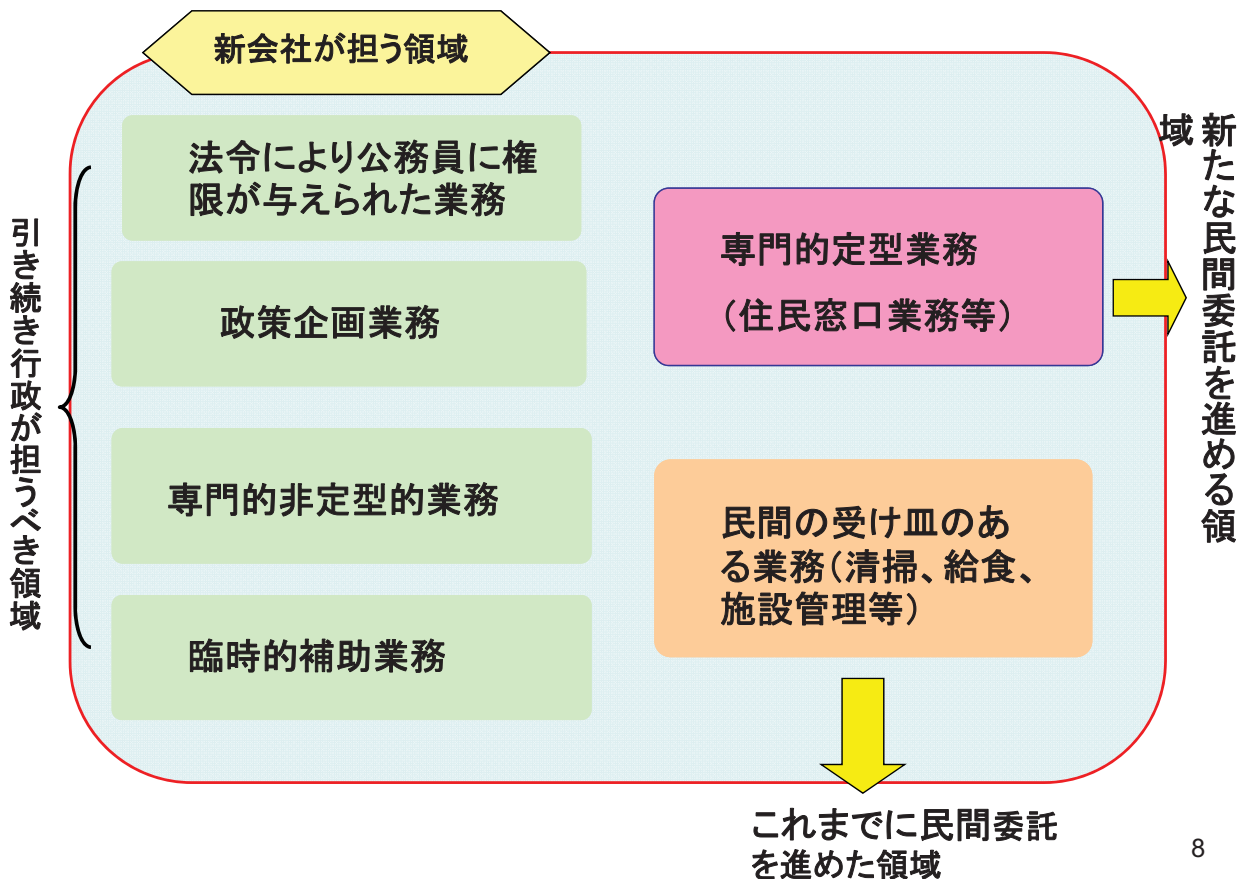 新会社が担う領域
法令により公務員に権
限が与えられた業務
政策企画業務
専門的非定型的業務
臨時的補助業務
引き続き行政が担うべき領域
専門的定型業務
（住民窓口業務等）
民間の受け皿のあ
る業務（清掃、給食、
施設管理等）
新たな民間委託を進める領
域
これまでに民間委託
を進めた領域
8